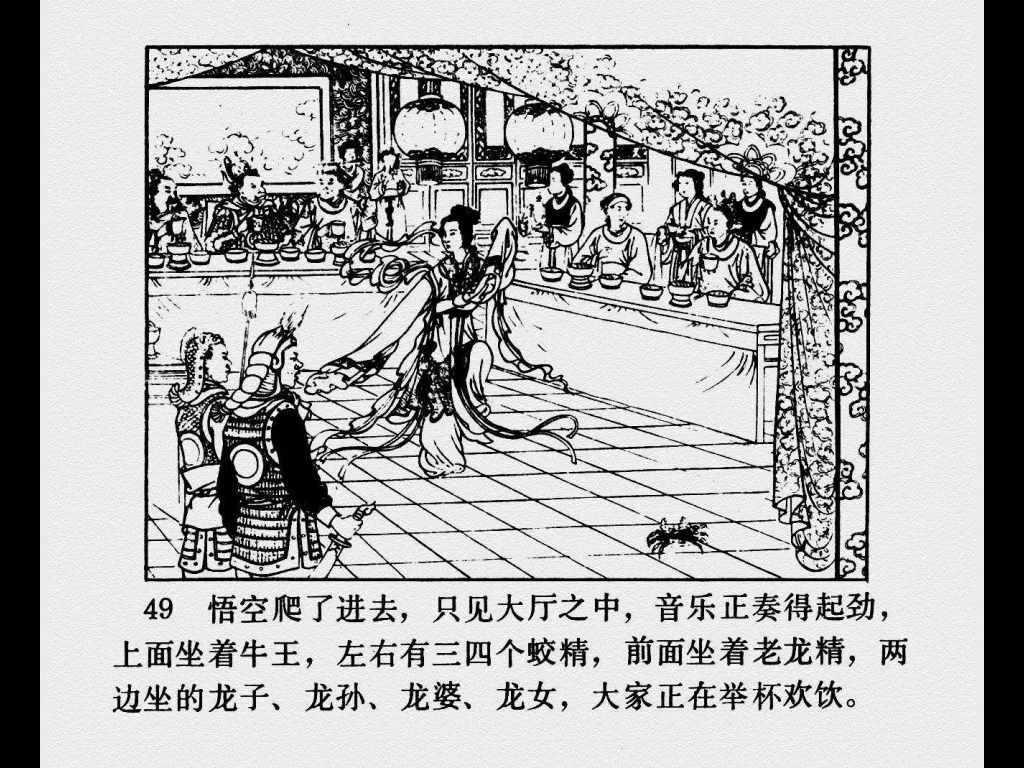 49 悟空爬了进去，只见大厅之中，音乐正奏得起劲，
上面坐着牛王，左右有三四个蛟精，前面坐着老龙精，两
边坐的龙子、龙孙、龙婆、龙女，大家正在举杯欢饮。